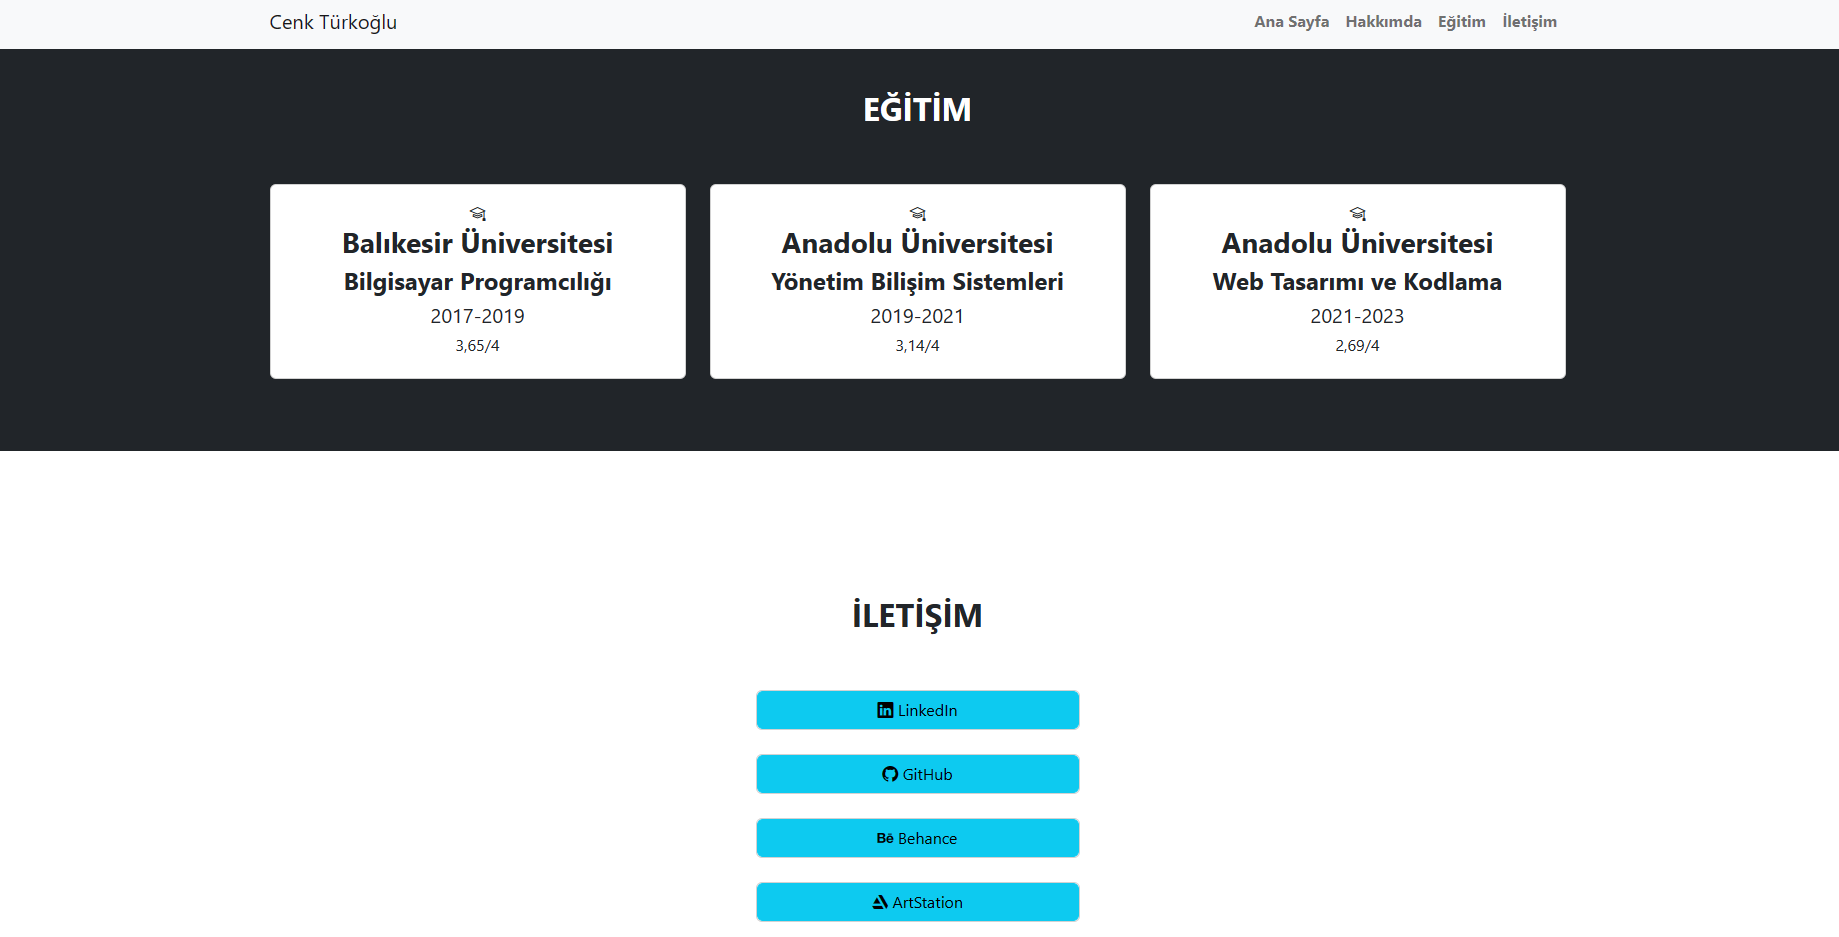 Cenk Türkoğlu
Ana Sayfa Hakkımda Eğitim İletişim
EĞİTİM
Balıkesir Üniversitesi
Bilgisayar Programcılığı
2017-2019
3,65/4
Anadolu Üniversitesi
Yönetim Bilişim Sistemleri
2019-2021
3,14/4
Anadolu Üniversitesi
Web Tasarımı ve Kodlama
2021-2023
2,69/4
İLETİŞİM
LinkedIn
GitHub
Behance
ArtStation